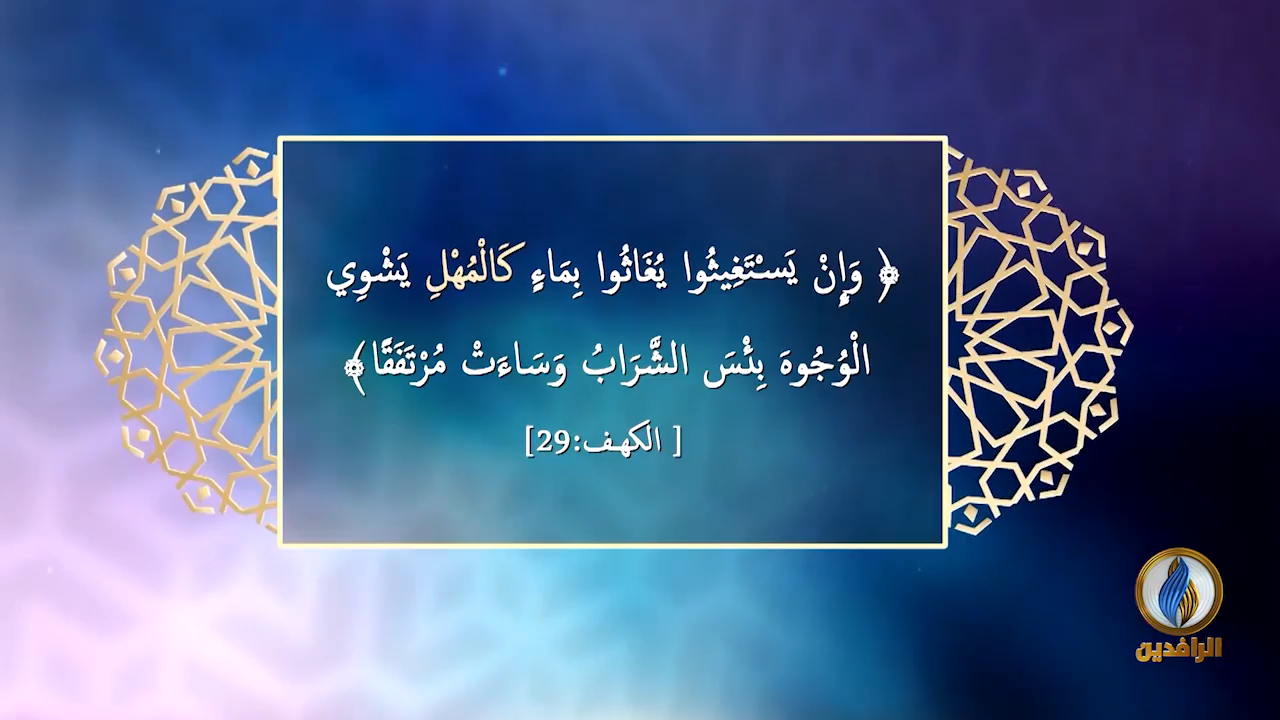 ﴿ وَإِنْ يَسْتَغِيثُوا يُغَاثُوا بِمَاءٍ كَالْمُهْلِ يَشْوِي
الْوُجُوهَ بِئْسَ الشَّرَابُ وَسَاءَتْ مُرْتَفَقًا﴾
[ الكهف:29]
الرافدين